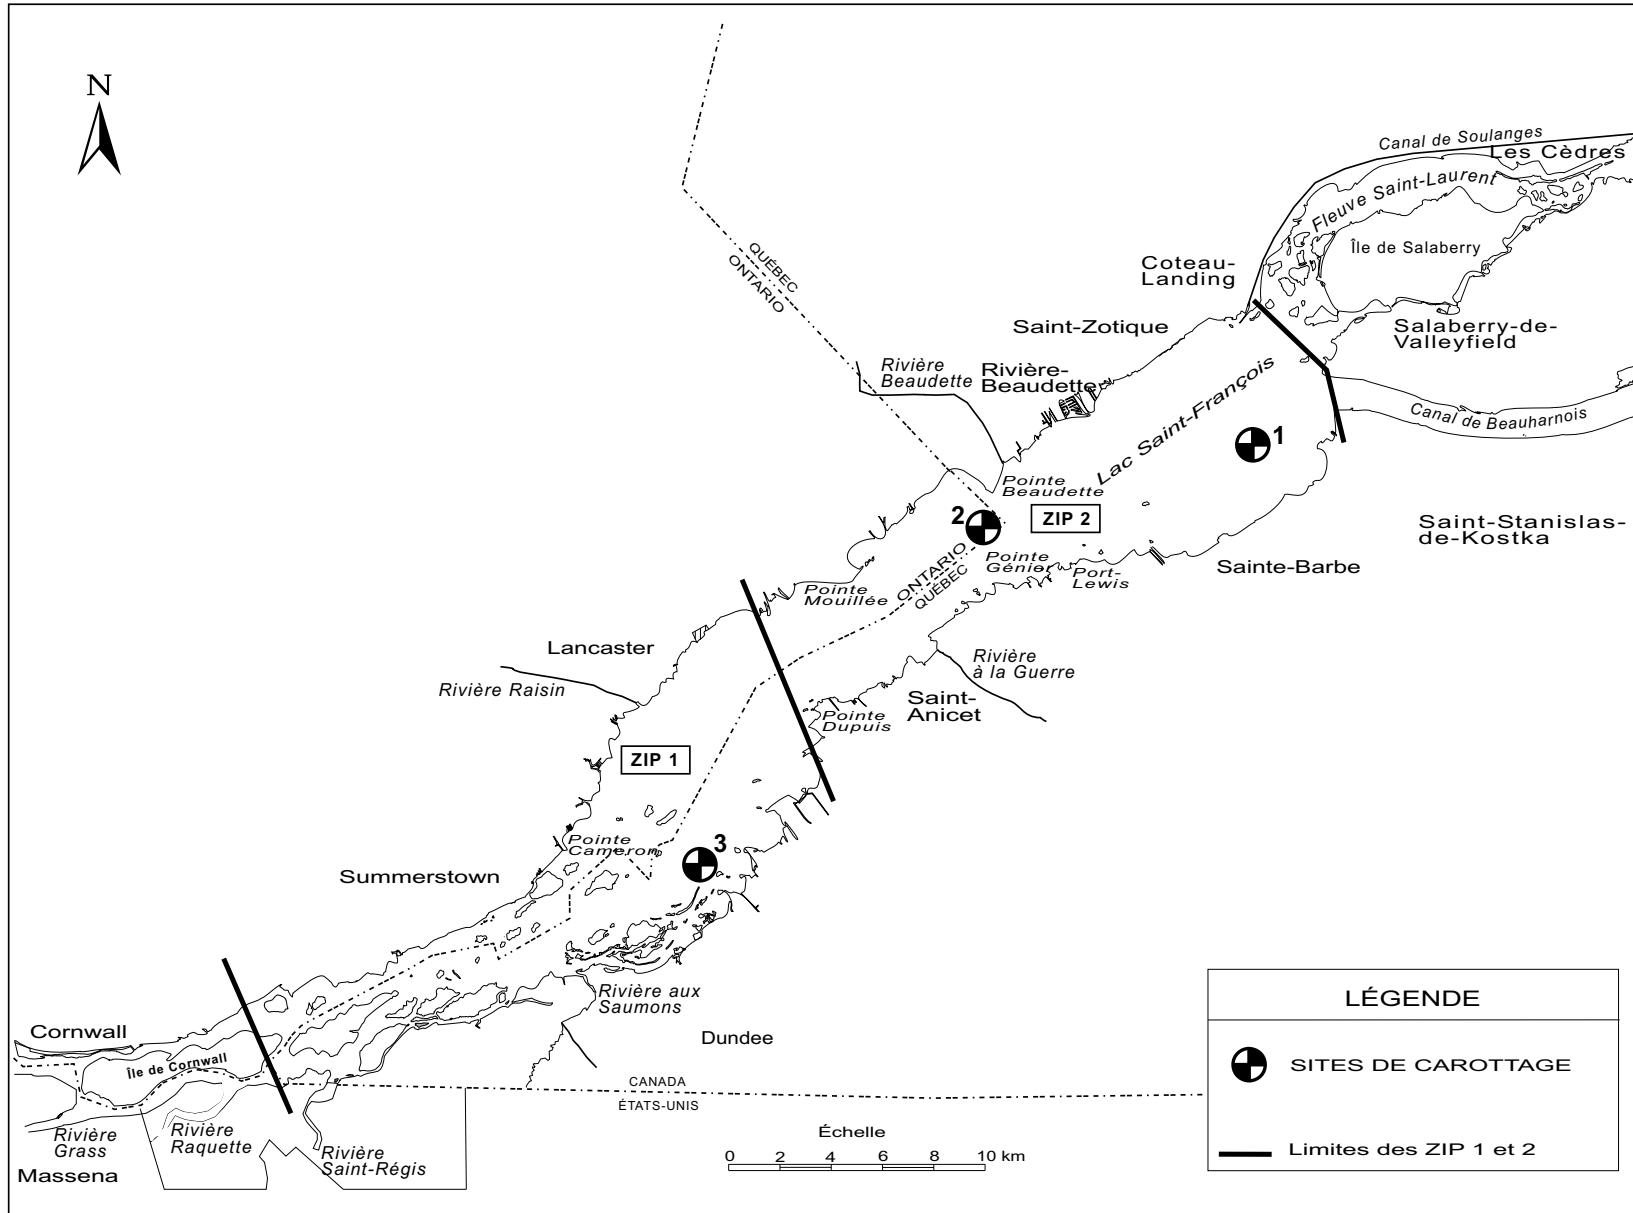 N
Canal de Soulanges
Les Cèdres
Fleuve Saint-Laurent
Île de Salaberry
QUÉBEC
ONTARIO
Coteau-
Landing
Saint-Zotique
Salaberry-de-
Valleyfield
Rivière
Beaudette
Rivière-
Beaudette
Lac Saint-François
Canal de Beauharnois
1
Pointe
Beaudette
2
ZIP 2
Saint-Stanislas-
de-Kostka
ONTARIO
QUÉBEC
Pointe
Génier
Port-
Lewis
Sainte-Barbe
Pointe
Mouillée
Lancaster
Rivière
à la Guerre
Rivière Raisin
Saint-
Anicet
Pointe
Dupuis
ZIP 1
Pointe
Cameron
3
Summerstown
Rivière aux
Saumons
Cornwall
Île de Cornwall
Dundee
CANADA
ÉTATS-UNIS
Rivière
Grass
Rivière
Raquette
Rivière
Saint-Régis
Massena
Échelle
0 2 4 6 8 10 km
LÉGENDE
SITES DE CAROTTAGE
Limites des ZIP 1 et 2